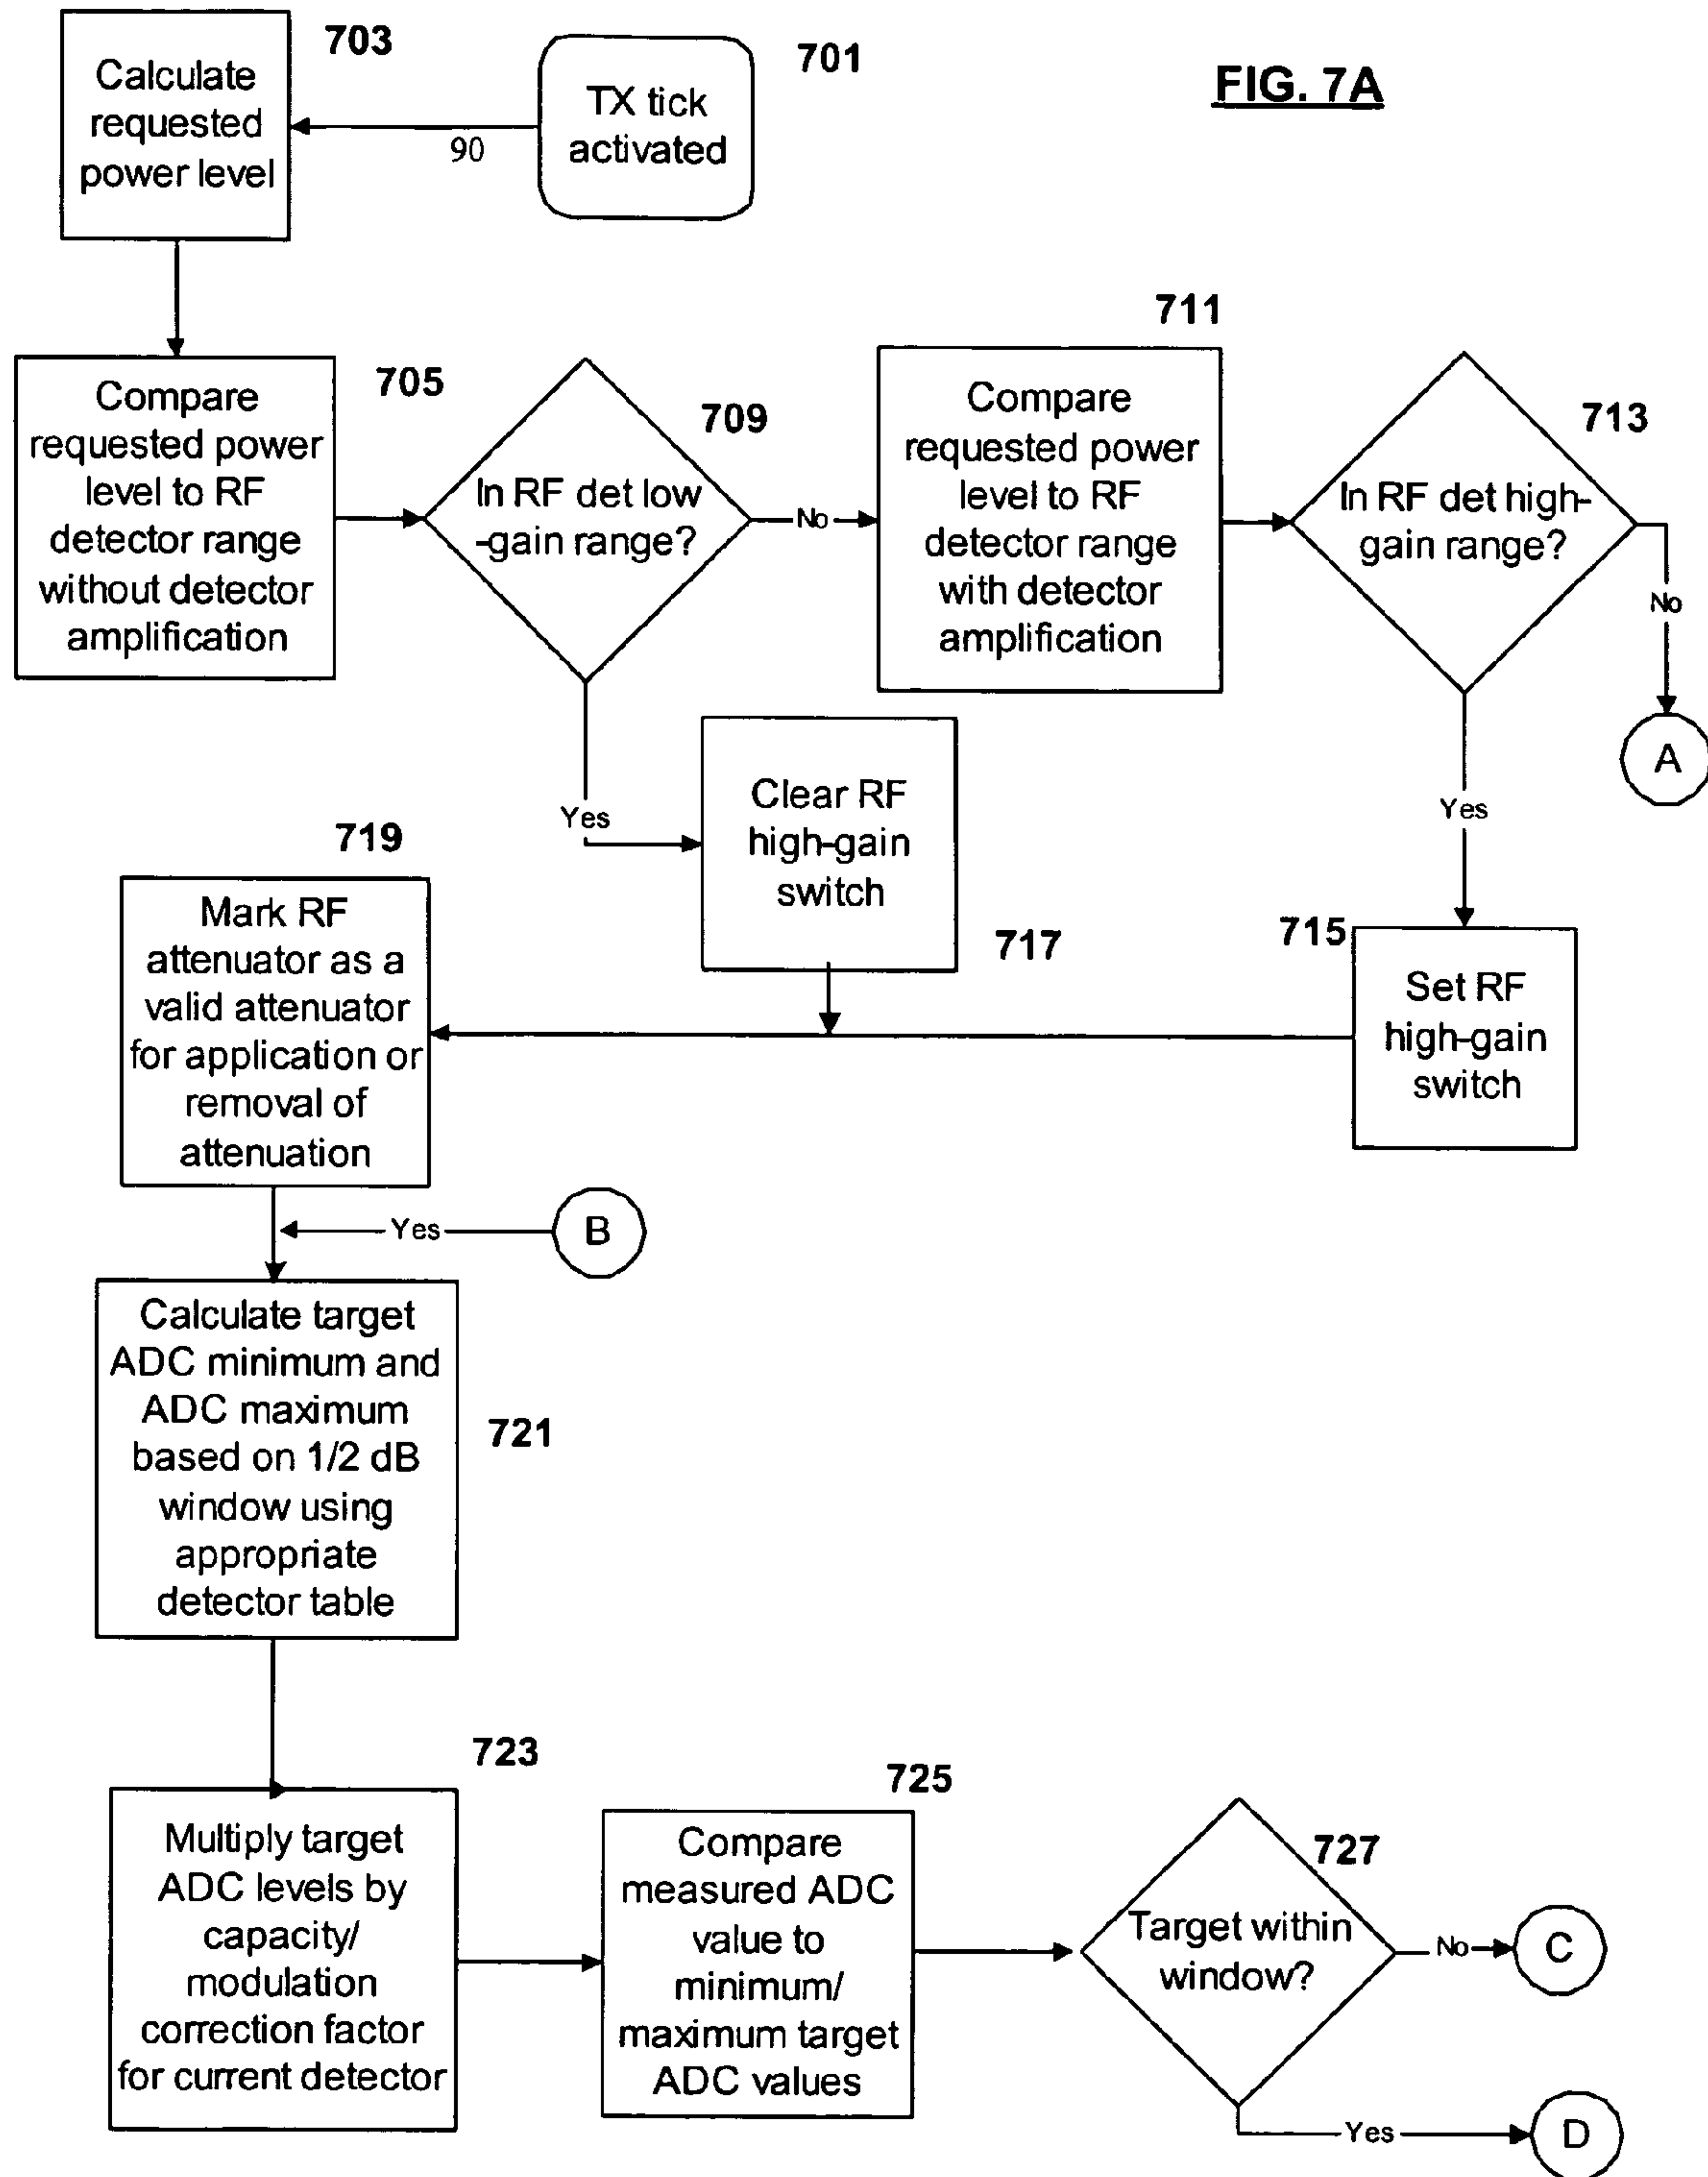 703
Calculate
requested
power level
701
TX tick
activated
90
FIG. 7A
705
Compare
requested power
level to RF
detector range
without detector
amplification
709
In RF det low
-gain range?
No
711
Compare
requested power
level to RF
detector range
with detector
amplification
713
In RF det high-
gain range?
No
A
Yes
Clear RF
high-gain
switch
717
Yes
715
Set RF
high-gain
switch
719
Mark RF
attenuator as a
valid attenuator
for application or
removal of
attenuation
Yes
B
Calculate target
ADC minimum and
ADC maximum
based on 1/2 dB
window using
appropriate
detector table
721
723
Multiply target
ADC levels by
capacity/
modulation
correction factor
for current detector
725
Compare
measured ADC
value to
minimum/
maximum target
ADC values
727
Target within
window?
No
C
Yes
D